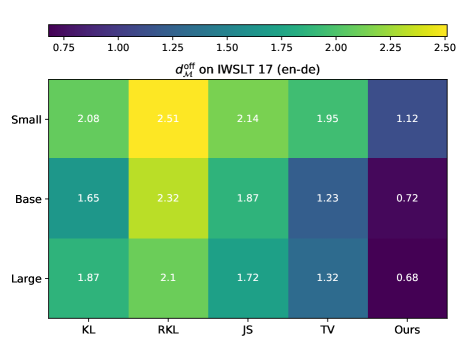 0.75 1.00 1.25 1.50 1.75 2.00 2.25 2.50
d_M^off on IWSLT 17 (en-de)
Small 2.08 2.51 2.14 1.95 1.12
Base 1.65 2.32 1.87 1.23 0.72
Large 1.87 2.1 1.72 1.32 0.68
KL RKL JS TV Ours